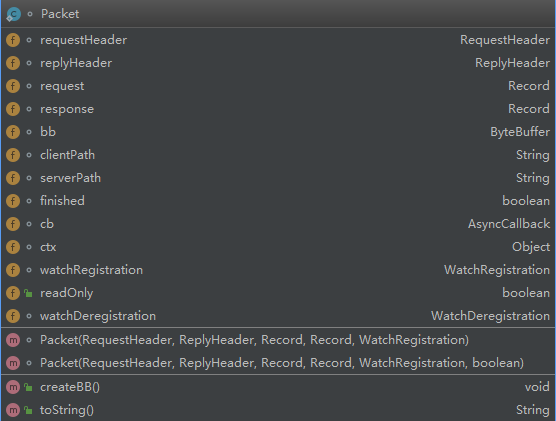 Packet
requestHeader RequestHeader
replyHeader ReplyHeader
request Record
response Record
bb ByteBuffer
clientPath String
serverPath String
finished boolean
cb AsyncCallback
ctx Object
watchRegistration WatchRegistration
readOnly boolean
watchDeregistration WatchDeregistration
Packet(RequestHeader, ReplyHeader, Record, Record, WatchRegistration)
Packet(RequestHeader, ReplyHeader, Record, Record, WatchRegistration, boolean)
createBB() void
toString() String